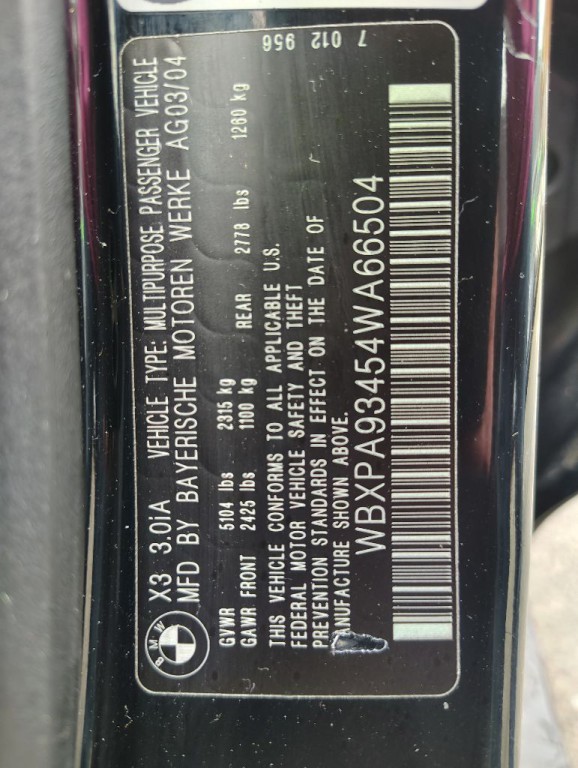 BMW
X3 3.0iA VEHICLE TYPE: MULTIPURPOSE PASSENGER VEHICLE
MFD BY BAYERISCHE MOTOREN WERKE AG03/04
GVWR 5104 lbs 2315 kg
GAWR FRONT 2425 lbs 1100 kg REAR 2778 lbs 1260 kg
THIS VEHICLE CONFORMS TO ALL APPLICABLE U.S.
FEDERAL MOTOR VEHICLE SAFETY AND THEFT
PREVENTION STANDARDS IN EFFECT ON THE DATE OF
MANUFACTURE SHOWN ABOVE.
7 012 956
WBXPA93454WA66504